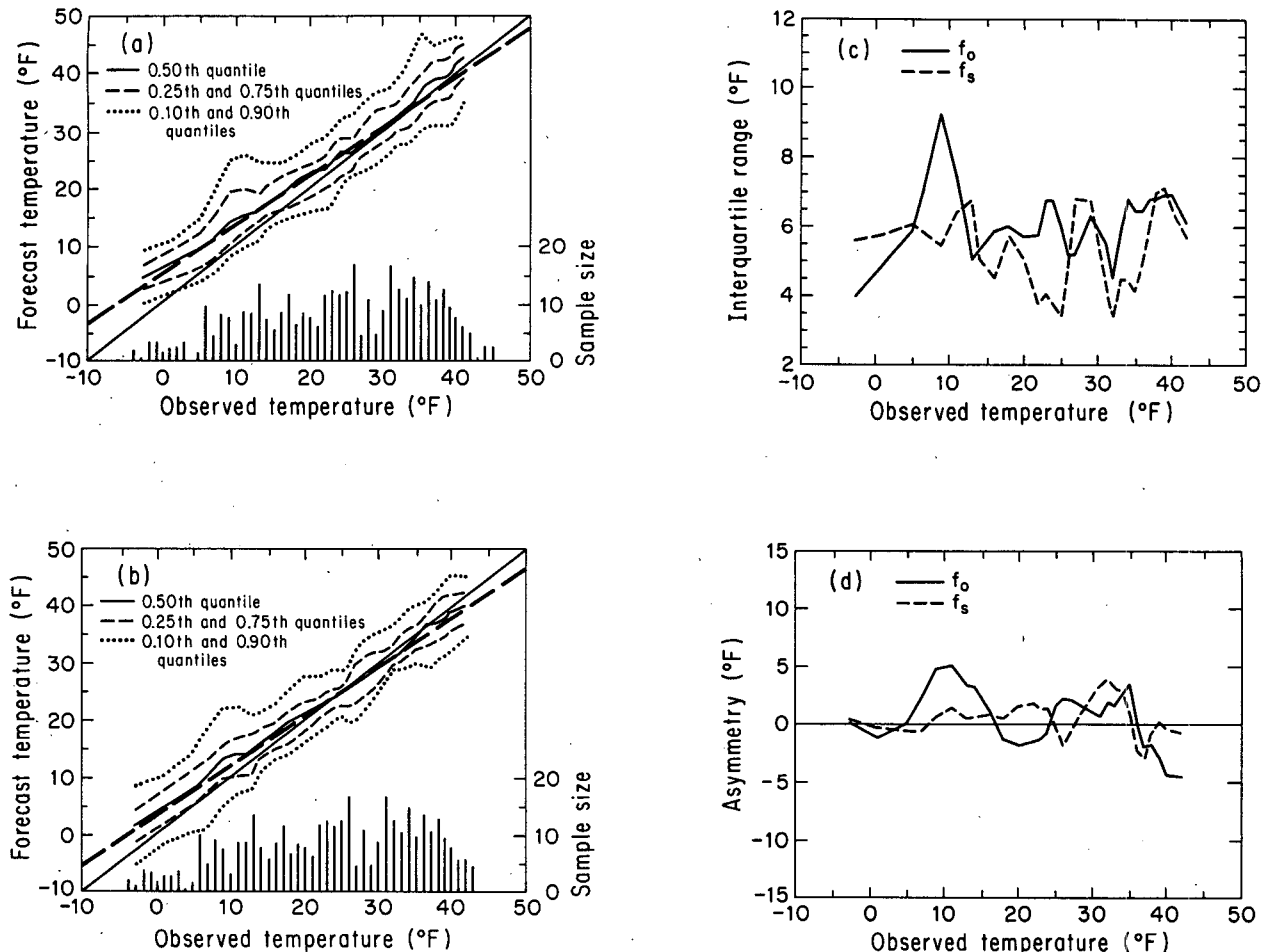 50
40
30
20
10
0
-10
Forecast temperature (°F)
(a)
0.50th quantile
0.25th and 0.75th quantiles
0.10th and 0.90th
quantiles
20
10
0
Sample size
-10 0 10 20 30 40 50
Observed temperature (°F)
12
10
8
6
4
2
Interquartile range (°F)
(c)
fo
fs
-10 0 10 20 30 40 50
Observed temperature (°F)
50
40
30
20
10
0
-10
Forecast temperature (°F)
(b)
0.50th quantile
0.25th and 0.75th quantiles
0.10th and 0.90th
quantiles
20
10
0
Sample size
-10 0 10 20 30 40 50
Observed temperature (°F)
15
10
5
0
-5
-10
-15
Asymmetry (°F)
(d)
fo
fs
-10 0 10 20 30 40 50
Observed temperature (°F)